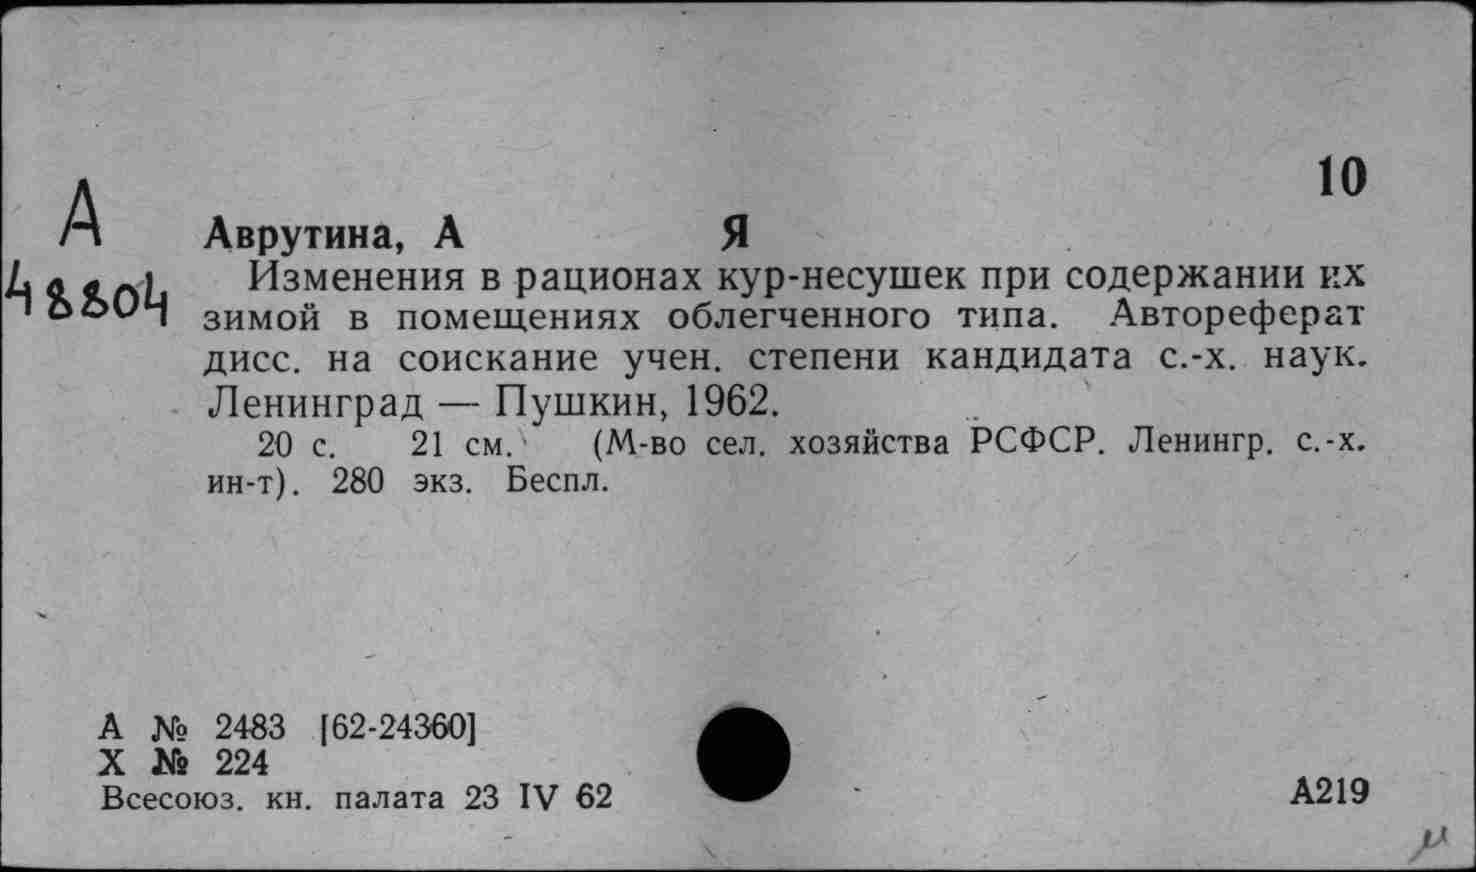 10
А
48804
Аврутина, А Я
Изменения в рационах кур-несушек при содержании их
зимой в помещениях облегченного типа. Автореферат
дисс. на соискание учен. степени кандидата с.-х. наук.
Ленинград — Пушкин, 1962.
20 с. 21 см. (М-во сел. хозяйства РСФСР. Ленингр. с.-х.
ин-т). 280 экз. Беспл.
А № 2483 [62-24360]
Х № 224
Всесоюз. кн. палата 23 IV 62
А219